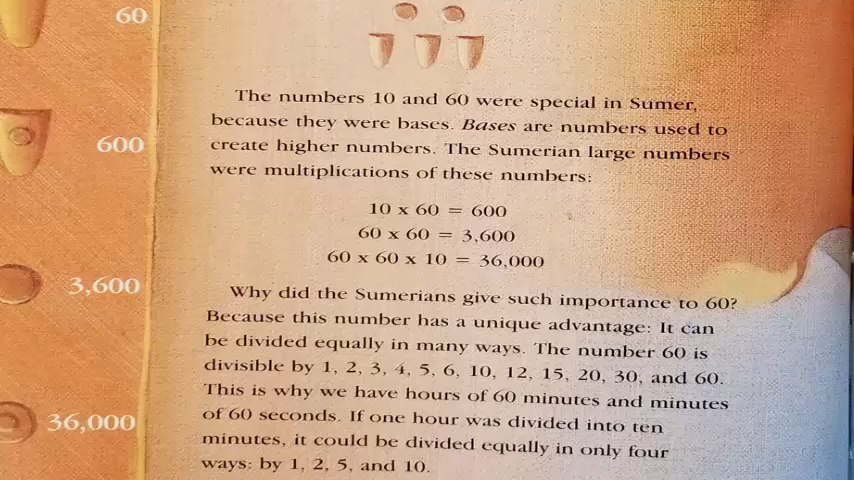 60
600
3,600
36,000
The numbers 10 and 60 were special in Sumer,
because they were bases. Bases are numbers used to
create higher numbers. The Sumerian large numbers
were multiplications of these numbers:
10 x 60 = 600
60 x 60 = 3,600
60 x 60 x 10 = 36,000
Why did the Sumerians give such importance to 60?
Because this number has a unique advantage: It can
be divided equally in many ways. The number 60 is
divisible by 1, 2, 3, 4, 5, 6, 10, 12, 15, 20, 30, and 60.
This is why we have hours of 60 minutes and minutes
of 60 seconds. If one hour was divided into ten
minutes, it could be divided equally in only four
ways: by 1, 2, 5, and 10.